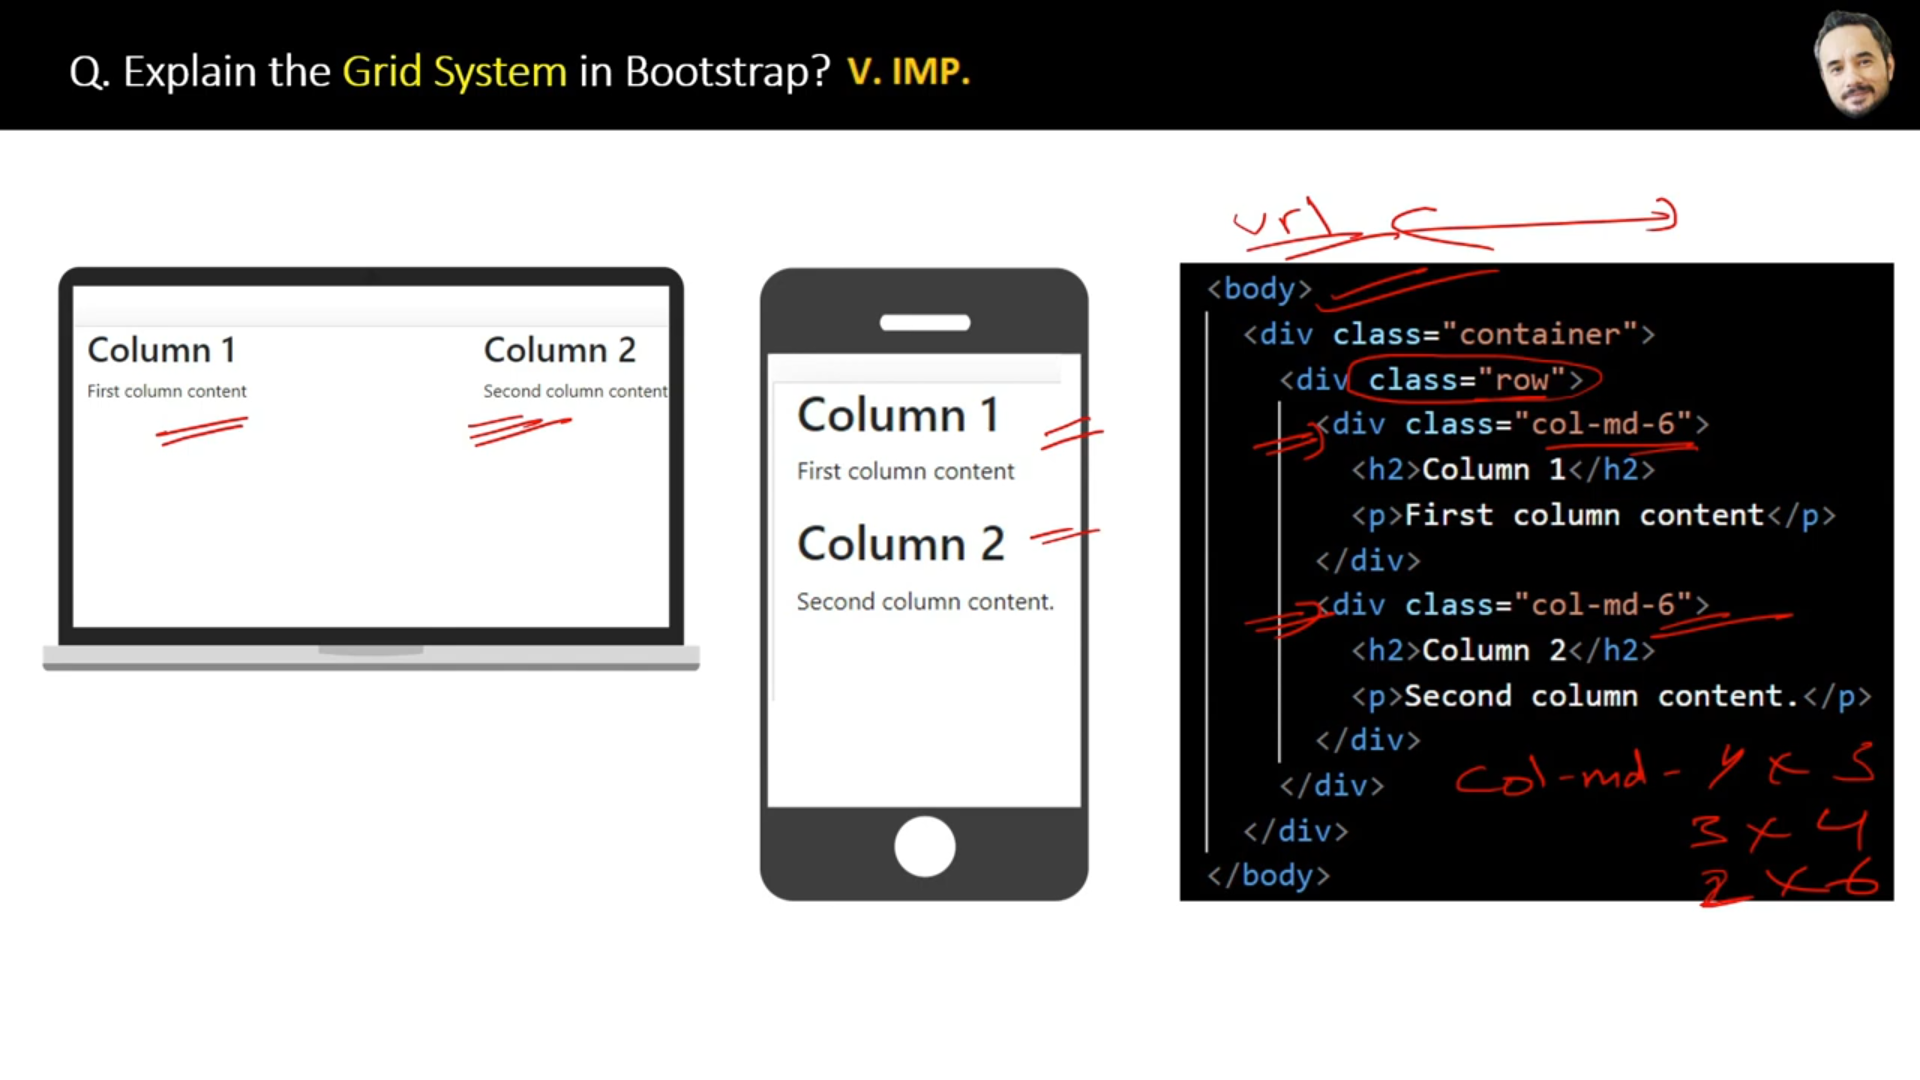 Q. Explain the Grid System in Bootstrap? V. IMP.
Column 1
First column content
Column 2
Second column content
Column 1
First column content
Column 2
Second column content.
url
<body>
<div class="container">
<div class="row">
<div class="col-md-6">
<h2>Column 1</h2>
<p>First column content</p>
</div>
<div class="col-md-6">
<h2>Column 2</h2>
<p>Second column content.</p>
</div>
</div>
</div>
</body>
col-md- 4 x 3
3 x 4
2 x 6